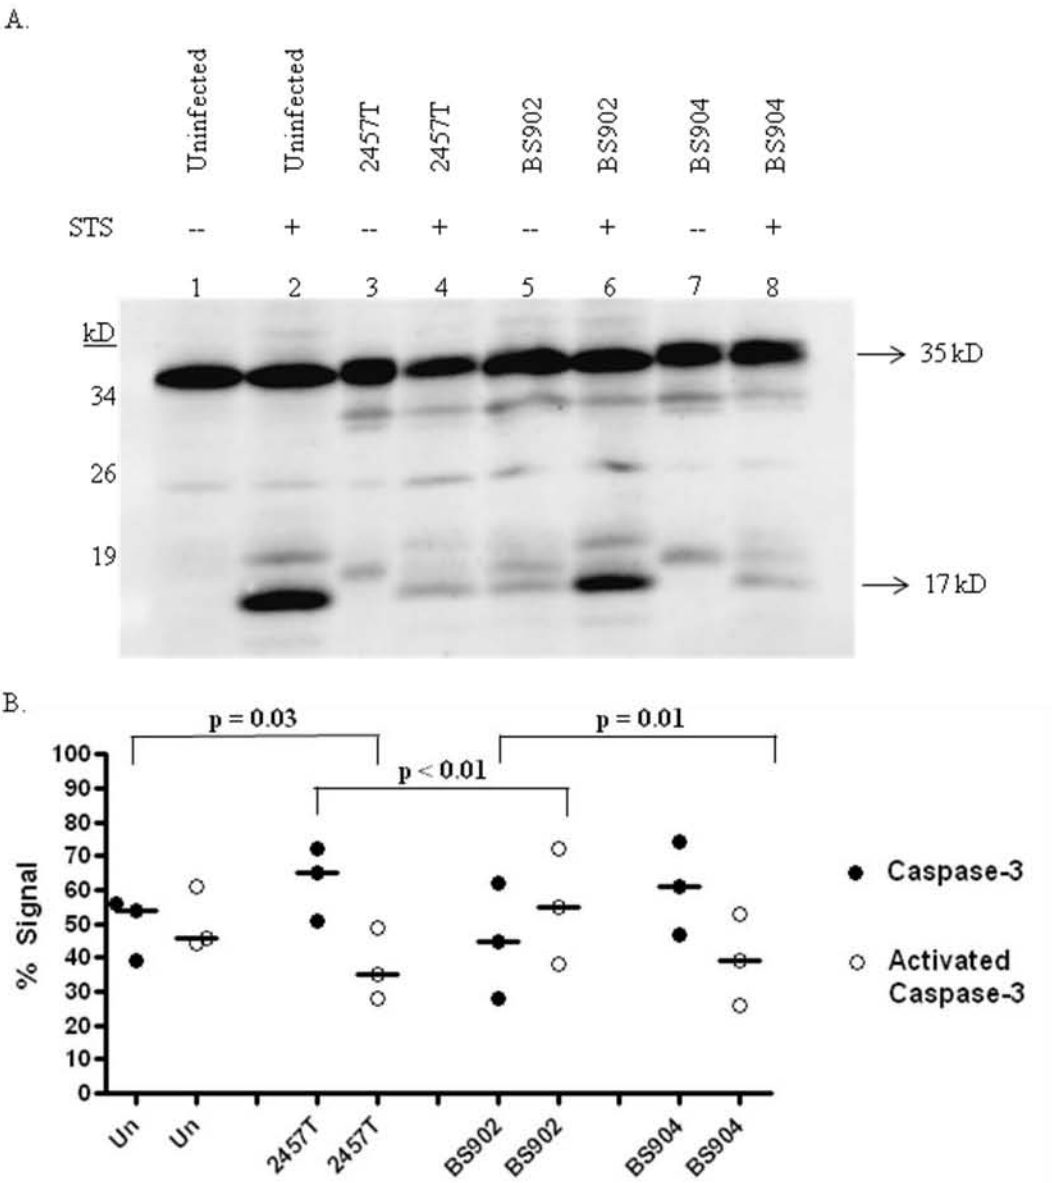 A.
Uninfected Uninfected 2457T 2457T BS902 BS902 BS904 BS904
STS -- + -- + -- + -- +
1 2 3 4 5 6 7 8
kD
35 kD
34
26
19
17 kD
B.
p = 0.03
p = 0.01
p < 0.01
100
90
80
70
60
50
40
30
20
10
0
% Signal
Caspase-3
Activated
Caspase-3
Un Un 2457T 2457T BS902 BS902 BS904 BS904